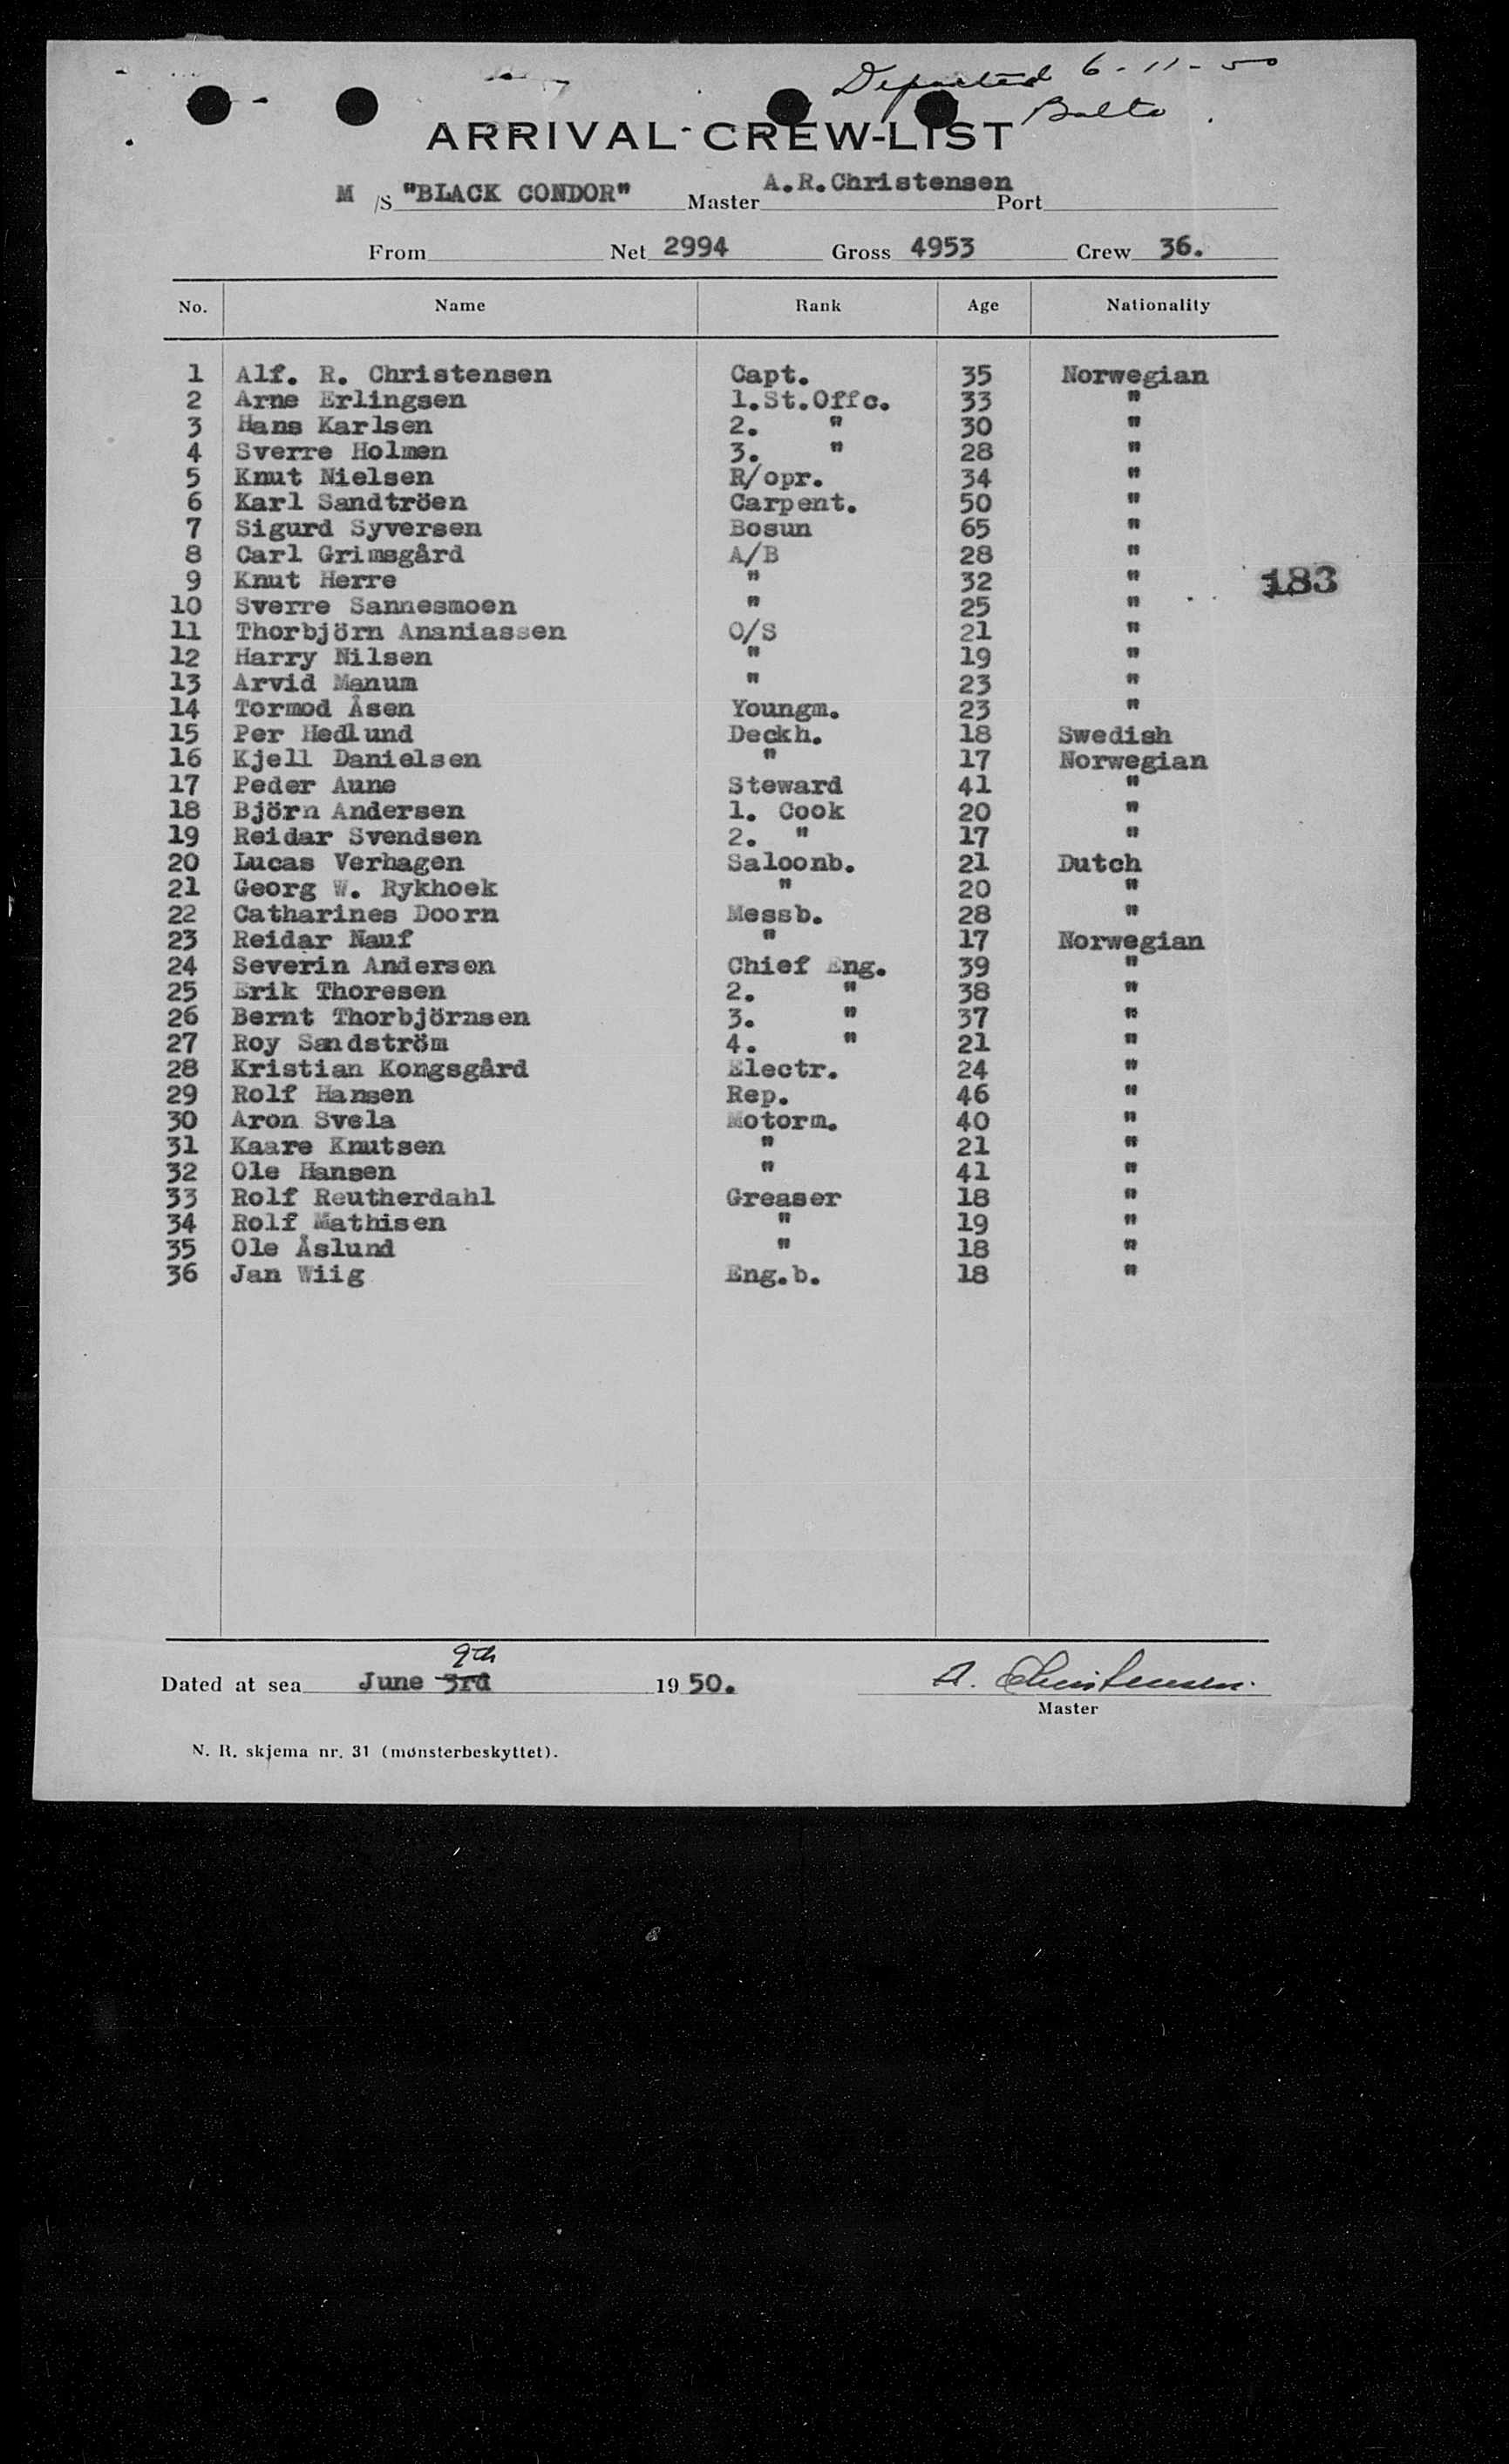 Departed 6-11-50
Balto.
ARRIVAL-CREW-LIST
M /S "BLACK CONDOR" Master A.R.Christensen Port
From Net 2994 Gross 4953 Crew 36.
No. Name Rank Age Nationality
1 Alf. R. Christensen Capt. 35 Norwegian
2 Arne Erlingsen 1.St.Offc. 33 "
3 Hans Karlsen 2. " 30 "
4 Sverre Holmen 3. " 28 "
5 Knut Nielsen R/opr. 34 "
6 Karl Sandtröen Carpent. 50 "
7 Sigurd Syversen Bosun 65 "
8 Carl Grimsgård A/B 28 "
9 Knut Herre " 32 " 183
10 Sverre Sannesmoen " 25 "
11 Thorbjörn Ananiassen O/S 21 "
12 Harry Nilsen " 19 "
13 Arvid Manum " 23 "
14 Tormod Åsen Youngm. 23 "
15 Per Hedlund Deckh. 18 Swedish
16 Kjell Danielsen " 17 Norwegian
17 Peder Aune Steward 41 "
18 Björn Andersen 1. Cook 20 "
19 Reidar Svendsen 2. " 17 "
20 Lucas Verhagen Saloonb. 21 Dutch
21 Georg W. Rykhoek " 20 "
22 Catharines Doorn Messb. 28 "
23 Reidar Nauf " 17 Norwegian
24 Severin Andersen Chief Eng. 39 "
25 Erik Thoresen 2. " 38 "
26 Bernt Thorbjörnsen 3. " 37 "
27 Roy Sandström 4. " 21 "
28 Kristian Kongsgård Electr. 24 "
29 Rolf Hansen Rep. 46 "
30 Aron Svela Motorm. 40 "
31 Kaare Knutsen " 21 "
32 Ole Hansen " 41 "
33 Rolf Reutherdahl Greaser 18 "
34 Rolf Mathisen " 19 "
35 Ole Åslund " 18 "
36 Jan Wiig Eng.b. 18 "
9th
Dated at sea June 3rd 1950. A. Christensen.
Master
N. R. skjema nr. 31 (mønsterbeskyttet).